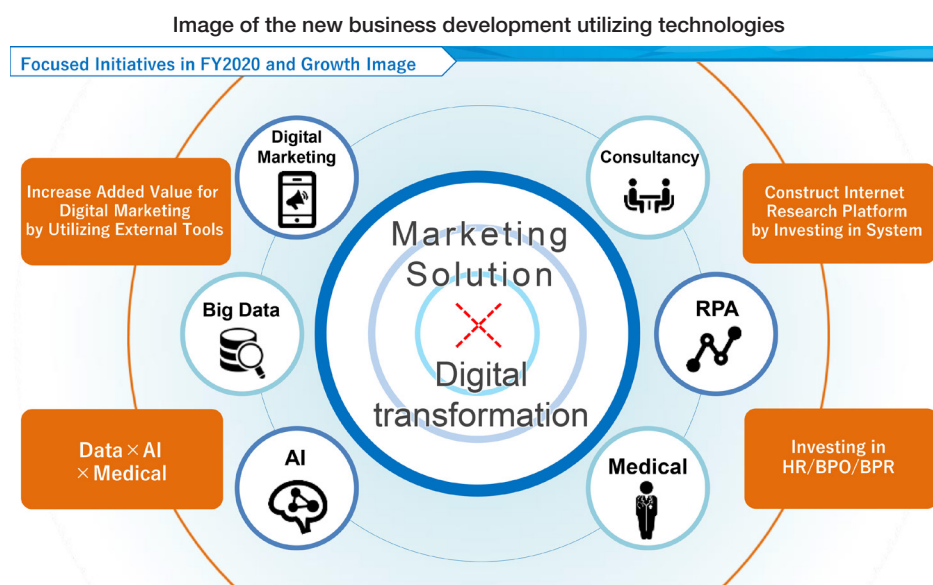 Image of the new business development utilizing technologies
Focused Initiatives in FY2020 and Growth Image
Digital
Marketing
Consultancy
Increase Added Value for
Digital Marketing
by Utilizing External Tools
Construct Internet
Research Platform
by Investing in System
Marketing
Solution
×
Digital
transformation
Big Data
RPA
Data×AI
×Medical
AI
Medical
Investing in
HR/BPO/BPR